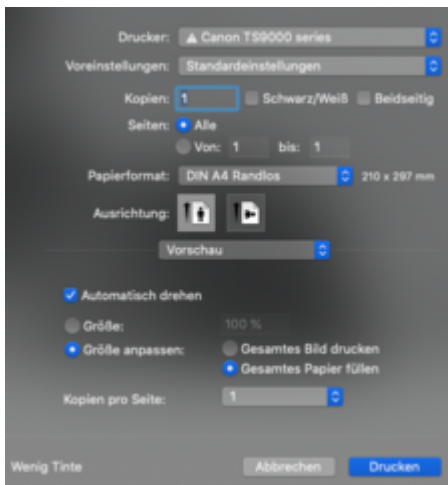 Drucker: Canon TS9000 series
Voreinstellungen: Standardeinstellungen
Kopien: 1 Schwarz/Weiß Beidseitig
Seiten: Alle
Von: 1 bis: 1
Papierformat: DIN A4 Randlos 210 x 297 mm
Ausrichtung:
Vorschau
Automatisch drehen
Größe: 100 %
Größe anpassen: Gesamtes Bild drucken
Gesamtes Papier füllen
Kopien pro Seite: 1
Wenig Tinte Abbrechen Drucken